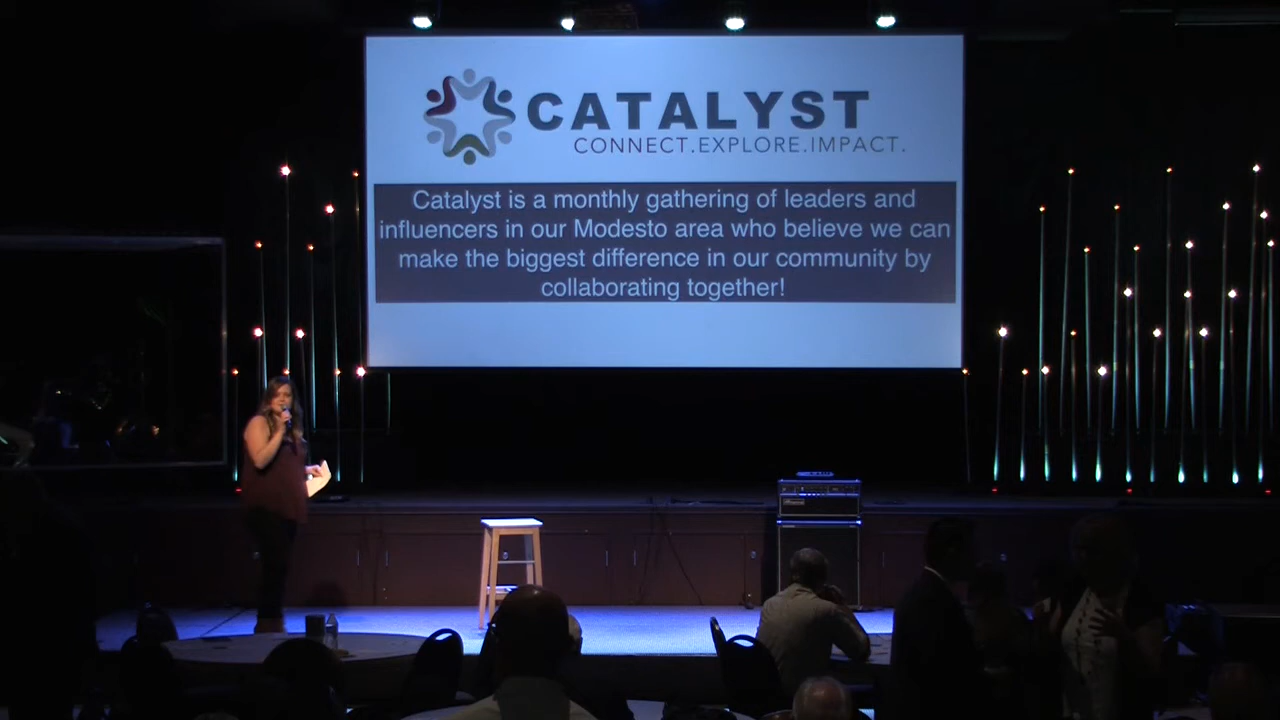 CATALYST
CONNECT.EXPLORE.IMPACT.
Catalyst is a monthly gathering of leaders and
influencers in our Modesto area who believe we can
make the biggest difference in our community by
collaborating together!